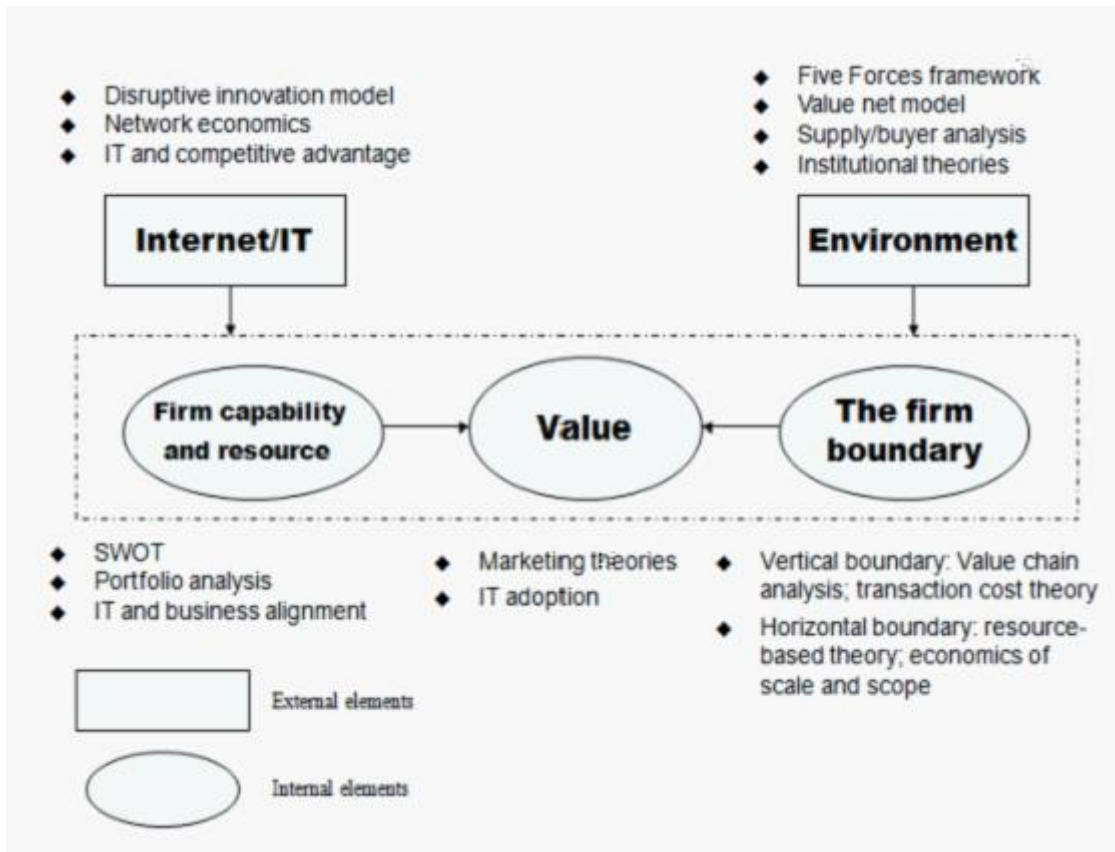 Disruptive innovation model
Network economics
IT and competitive advantage
Five Forces framework
Value net model
Supply/buyer analysis
Institutional theories
Internet/IT
Environment
Firm capability
and resource
Value
The firm
boundary
SWOT
Portfolio analysis
IT and business alignment
Marketing theories
IT adoption
Vertical boundary: Value chain
analysis; transaction cost theory
Horizontal boundary: resource-
based theory; economics of
scale and scope
External elements
Internal elements